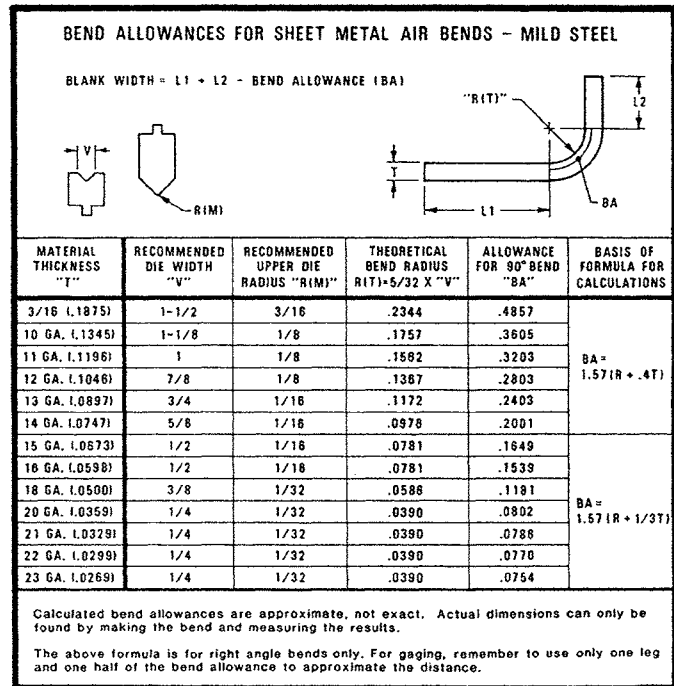 BEND ALLOWANCES FOR SHEET METAL AIR BENDS – MILD STEEL
BLANK WIDTH = L1 + L2 - BEND ALLOWANCE (BA)
"R(T)"
L2
V
T
R(M)
L1
BA
MATERIAL THICKNESS "T" RECOMMENDED DIE WIDTH "V" RECOMMENDED UPPER DIE RADIUS "R(M)" THEORETICAL BEND RADIUS R(T)=5/32 X "V" ALLOWANCE FOR 90° BEND "BA" BASIS OF FORMULA FOR CALCULATIONS
3/16 (.1875) 1-1/2 3/16 .2344 .4857
10 GA. (.1345) 1-1/8 1/8 .1757 .3605
11 GA. (.1196) 1 1/8 .1562 .3203
12 GA. (.1046) 7/8 1/8 .1367 .2803
13 GA. (.0897) 3/4 1/16 .1172 .2403
14 GA. (.0747) 5/8 1/16 .0978 .2001
BA = 1.57(R + .4T)
15 GA. (.0673) 1/2 1/16 .0781 .1649
16 GA. (.0598) 1/2 1/16 .0781 .1539
18 GA. (.0500) 3/8 1/32 .0586 .1191
20 GA. (.0359) 1/4 1/32 .0390 .0802
21 GA. (.0329) 1/4 1/32 .0390 .0786
22 GA. (.0299) 1/4 1/32 .0390 .0770
23 GA. (.0269) 1/4 1/32 .0390 .0754
BA = 1.57(R + 1/3T)
Calculated bend allowances are approximate, not exact. Actual dimensions can only be
found by making the bend and measuring the results.
The above formula is for right angle bends only. For gaging, remember to use only one leg
and one half of the bend allowance to approximate the distance.